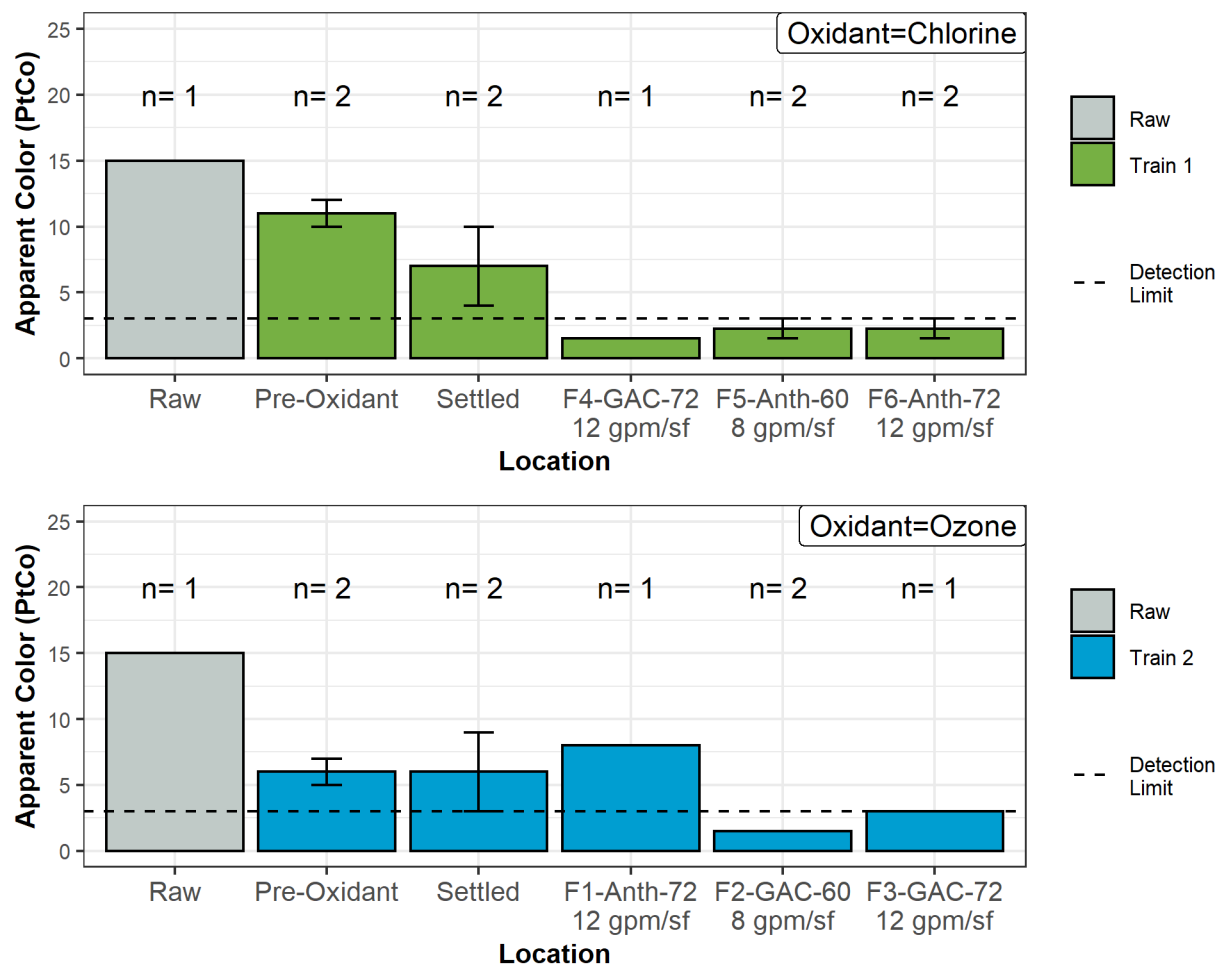 Oxidant=Chlorine
Apparent Color (PtCo)
25
20
15
10
5
0
n= 1
n= 2
n= 2
n= 1
n= 2
n= 2
Raw
Pre-Oxidant
Settled
F4-GAC-72
12 gpm/sf
F5-Anth-60
8 gpm/sf
F6-Anth-72
12 gpm/sf
Location
Raw
Train 1
Detection
Limit
Oxidant=Ozone
Apparent Color (PtCo)
25
20
15
10
5
0
n= 1
n= 2
n= 2
n= 1
n= 2
n= 1
Raw
Pre-Oxidant
Settled
F1-Anth-72
12 gpm/sf
F2-GAC-60
8 gpm/sf
F3-GAC-72
12 gpm/sf
Location
Raw
Train 2
Detection
Limit